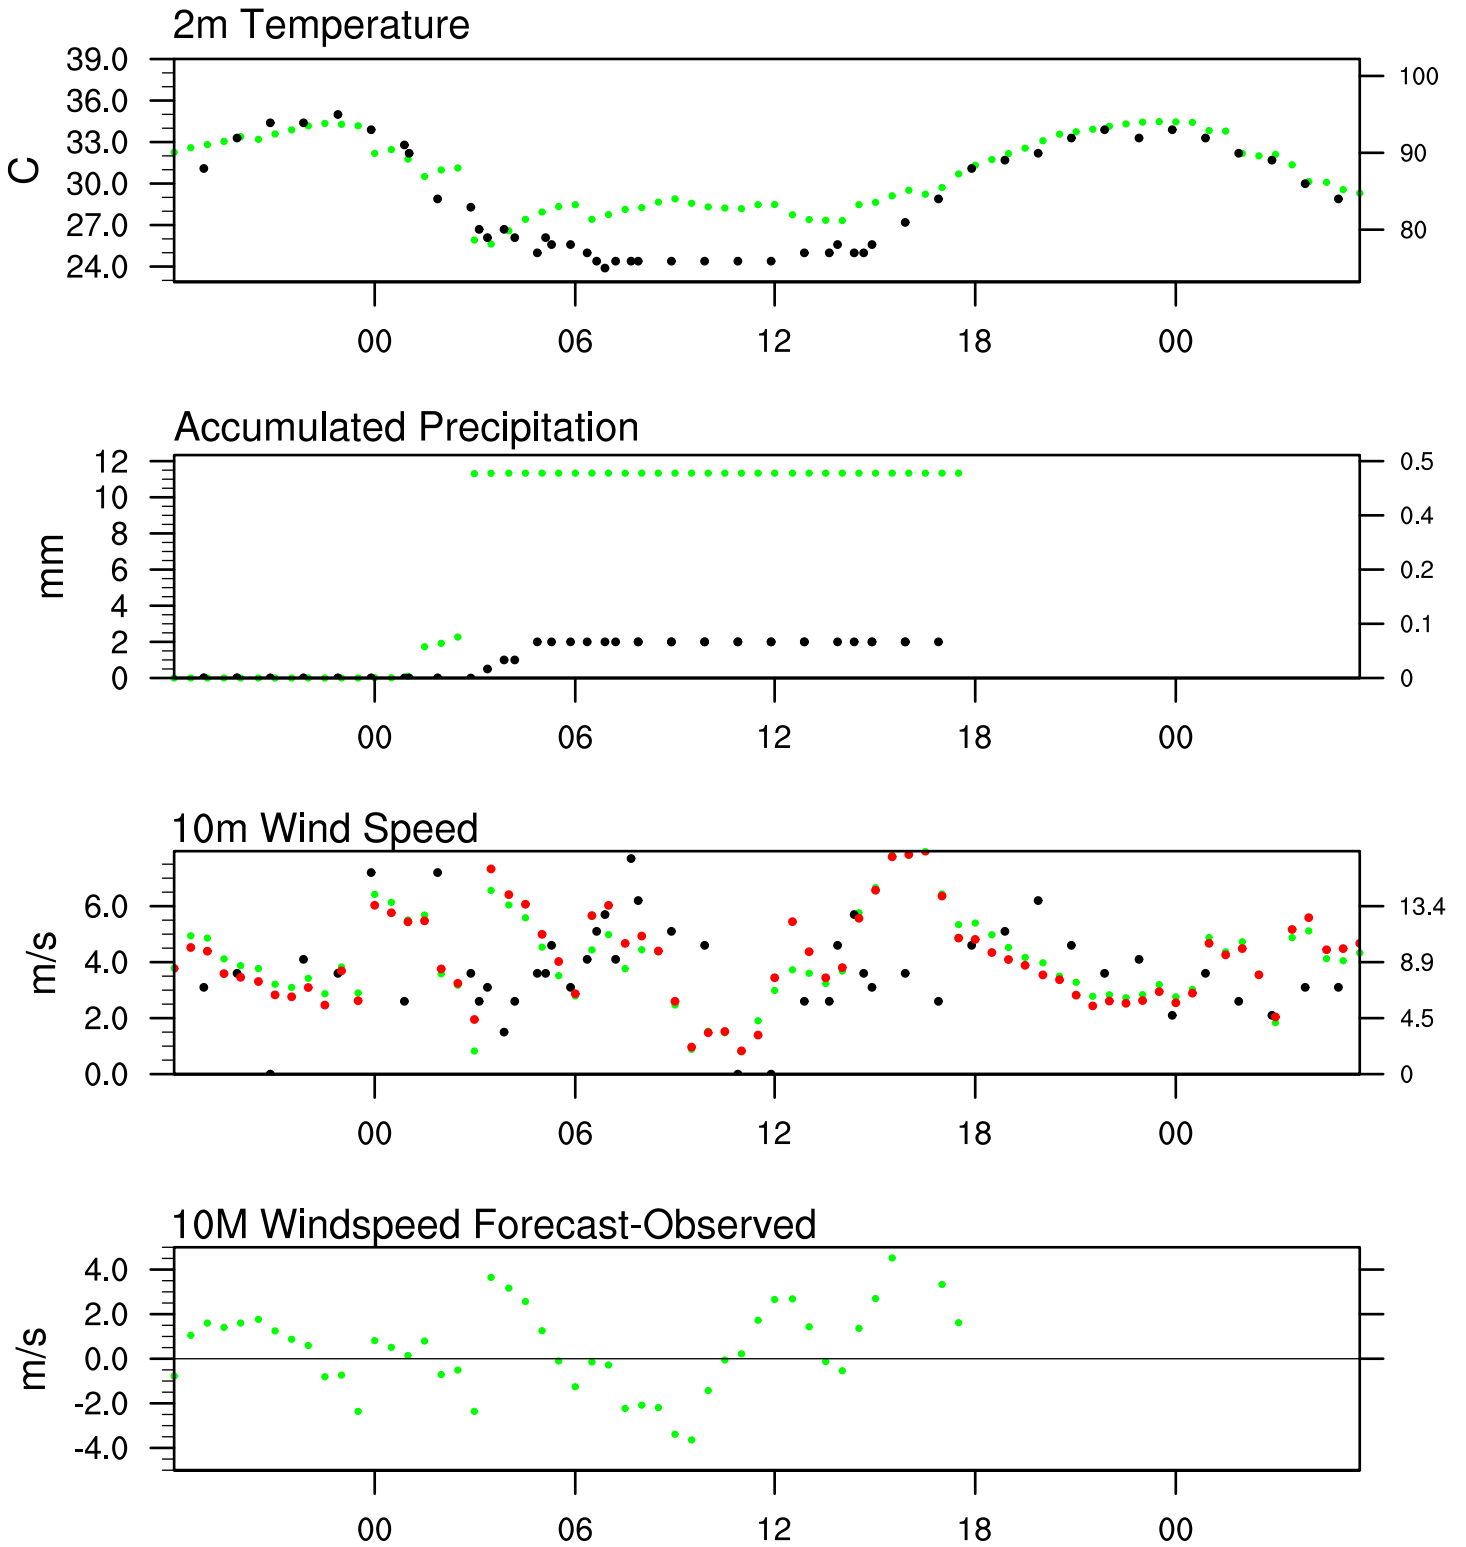 2m Temperature
39.0
36.0
33.0
30.0
27.0
24.0
C
100
90
80
00 06 12 18 00
Accumulated Precipitation
12
10
8
6
4
2
0
mm
0.5
0.4
0.2
0.1
0
00 06 12 18 00
10m Wind Speed
6.0
4.0
2.0
0.0
m/s
13.4
8.9
4.5
0
00 06 12 18 00
10M Windspeed Forecast-Observed
4.0
2.0
0.0
-2.0
-4.0
m/s
00 06 12 18 00